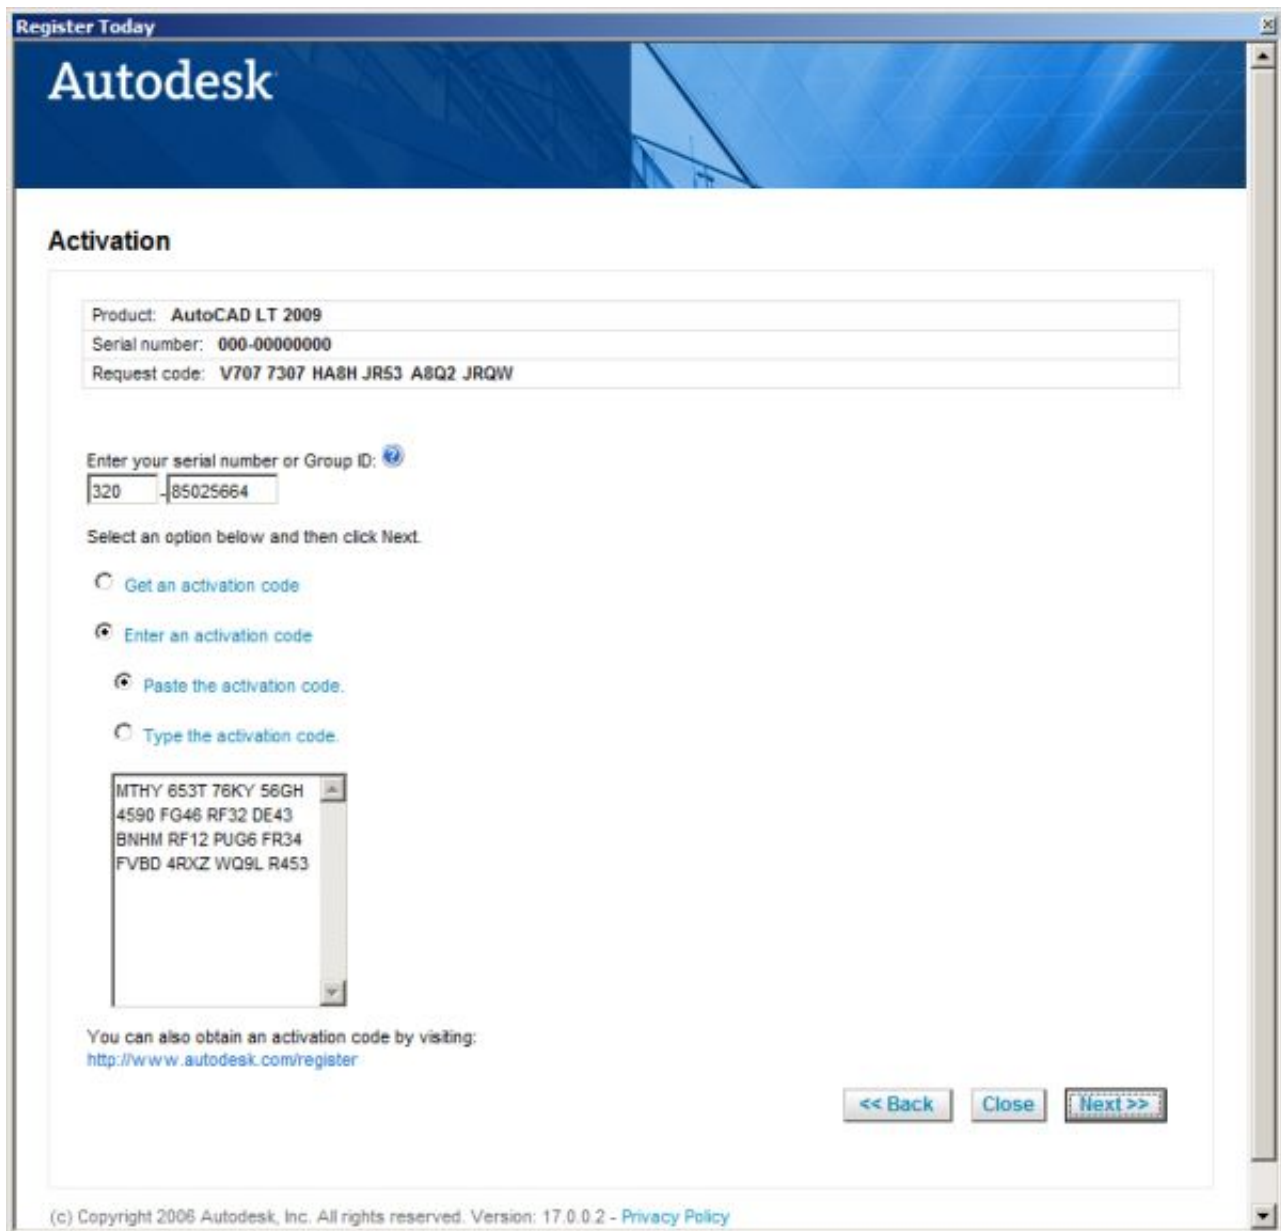 Register Today
Autodesk
Activation
Product: AutoCAD LT 2009
Serial number: 000-00000000
Request code: V707 7307 HA8H JR53 A8Q2 JRQW
Enter your serial number or Group ID:
320 - 85025664
Select an option below and then click Next.
Get an activation code
Enter an activation code
Paste the activation code.
Type the activation code.
MTHY 653T 76KY 56GH
4590 FG46 RF32 DE43
BNHM RF12 PUG6 FR34
FVBD 4RXZ WQ9L R453
You can also obtain an activation code by visiting:
http://www.autodesk.com/register
<< Back Close Next >>
(c) Copyright 2006 Autodesk, Inc. All rights reserved. Version: 17.0.0.2 - Privacy Policy